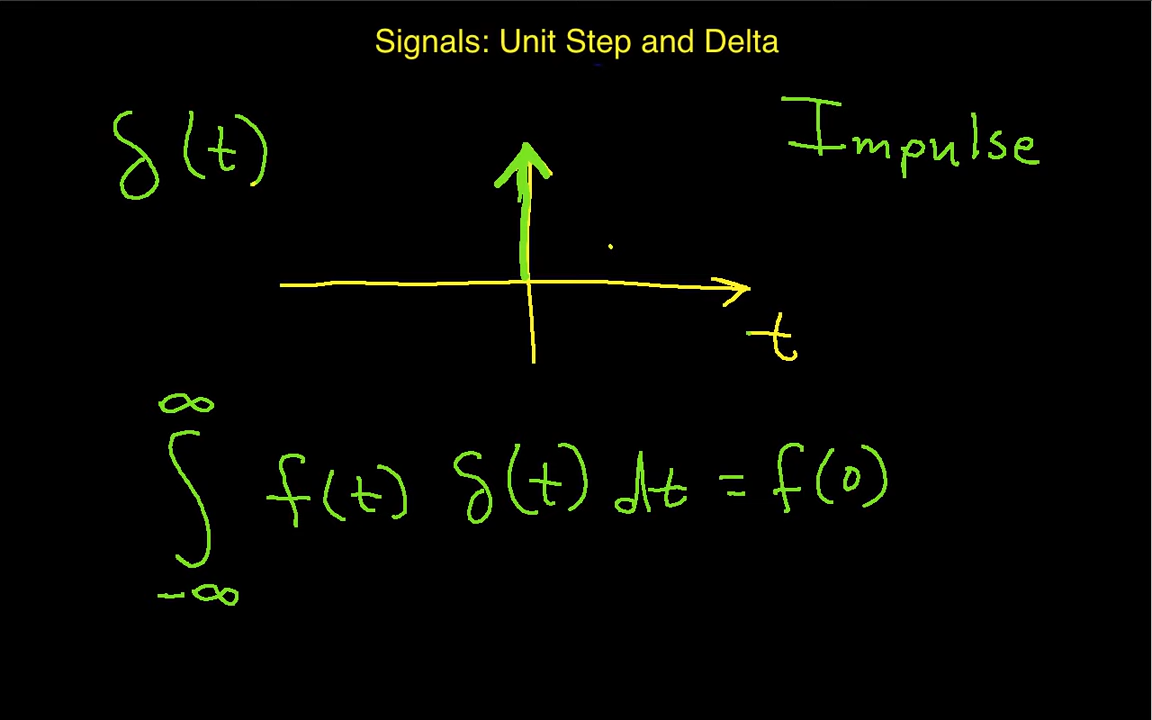 Signals: Unit Step and Delta
δ(t) Impulse
t
∞
∫ f(t) δ(t) dt = f(0)
-∞